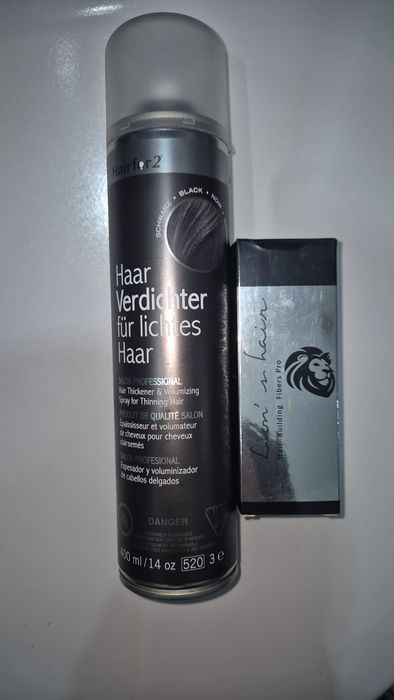 Hairfor2
SCHWARZ • BLACK • NOIR •
Haar
Verdichter
für lichtes
Haar
SALON PROFESSIONAL
Hair Thickener & Volumizing
Spray for Thinning Hair
PRODUIT DE QUALITÉ SALON
Épaississeur et volumateur
de cheveux pour cheveux
clairsemés
SALON PROFESIONAL
Espesador y voluminizador
de cabellos delgados
DANGER
EXTREMELY FLAMMABLE
400 ml/14 oz 520 3 e
Lion's hair
Hair Building Fibers Pro